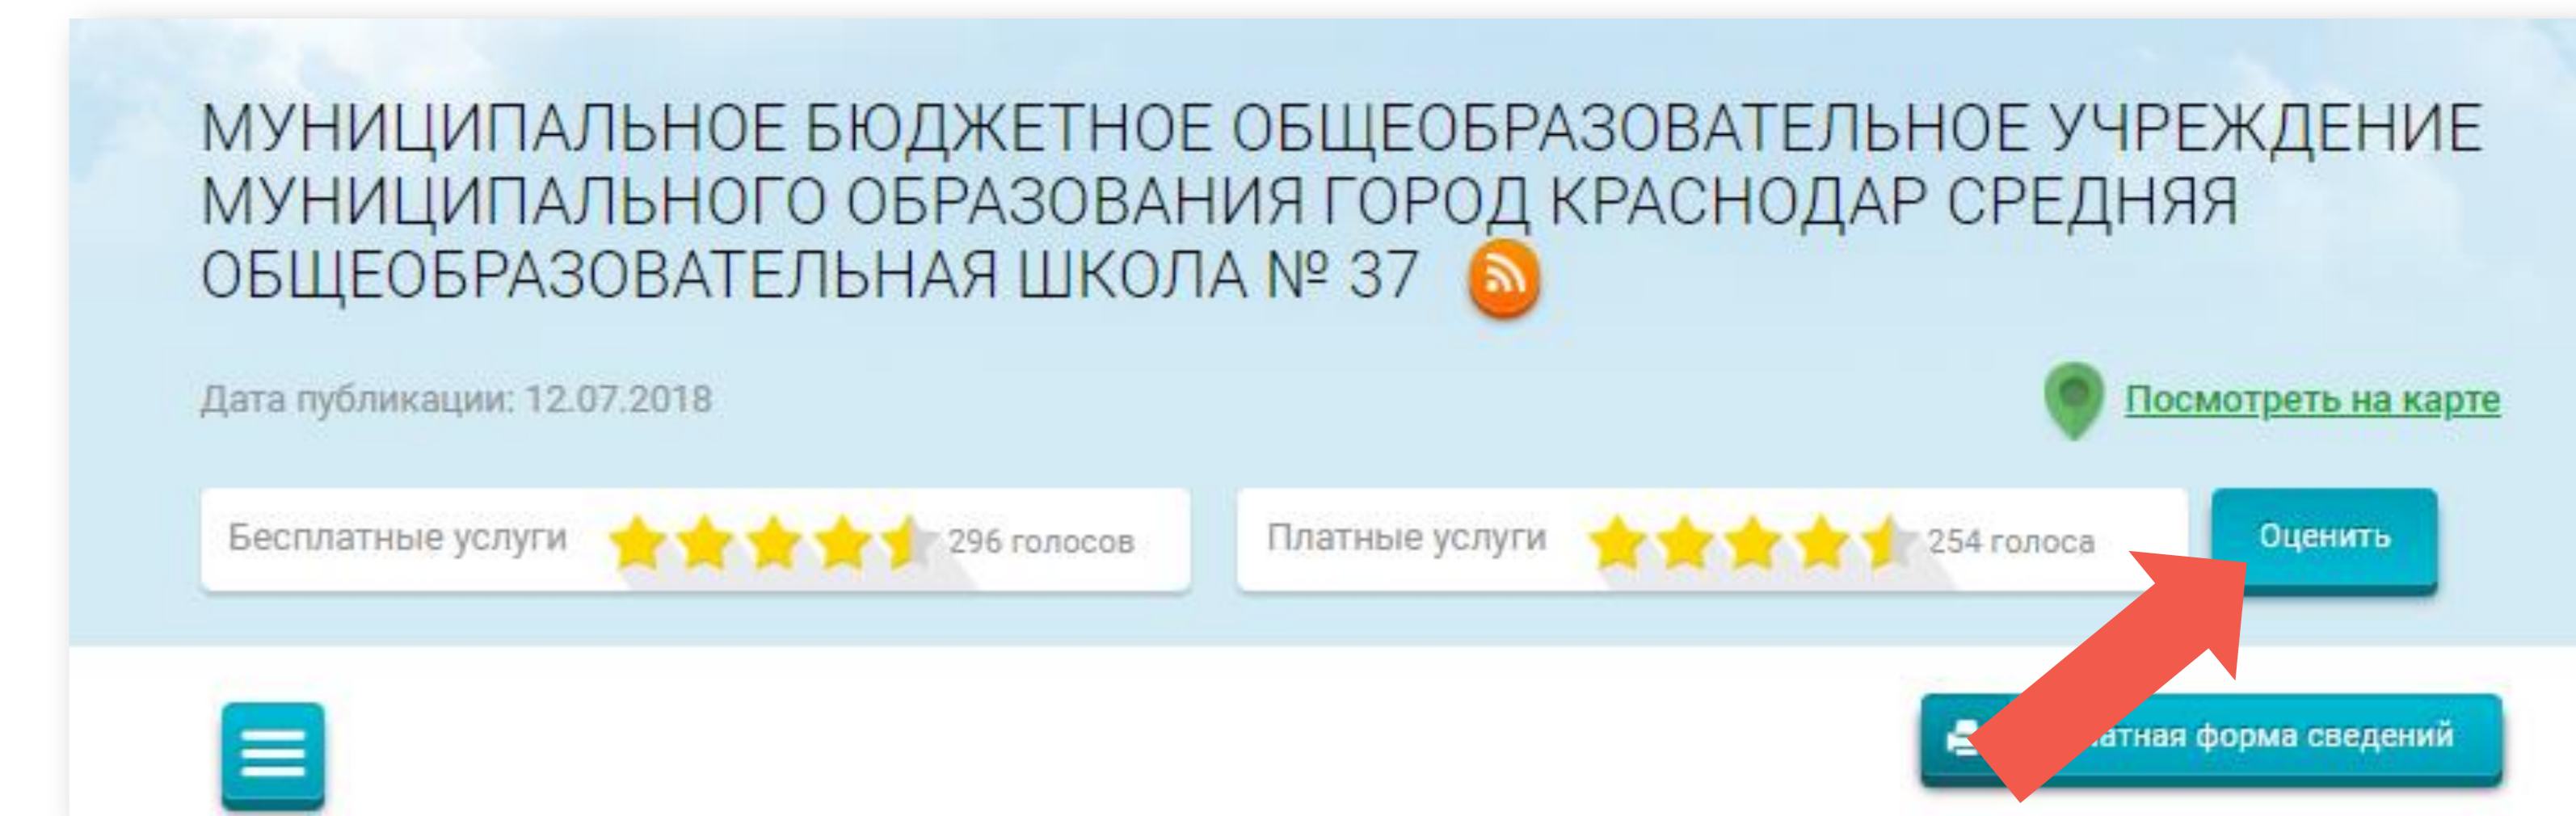 МУНИЦИПАЛЬНОЕ БЮДЖЕТНОЕ ОБЩЕОБРАЗОВАТЕЛЬНОЕ УЧРЕЖДЕНИЕ
МУНИЦИПАЛЬНОГО ОБРАЗОВАНИЯ ГОРОД КРАСНОДАР СРЕДНЯЯ
ОБЩЕОБРАЗОВАТЕЛЬНАЯ ШКОЛА № 37
Дата публикации: 12.07.2018
Посмотреть на карте
Бесплатные услуги 296 голосов
Платные услуги 254 голоса
Оценить
форма сведений